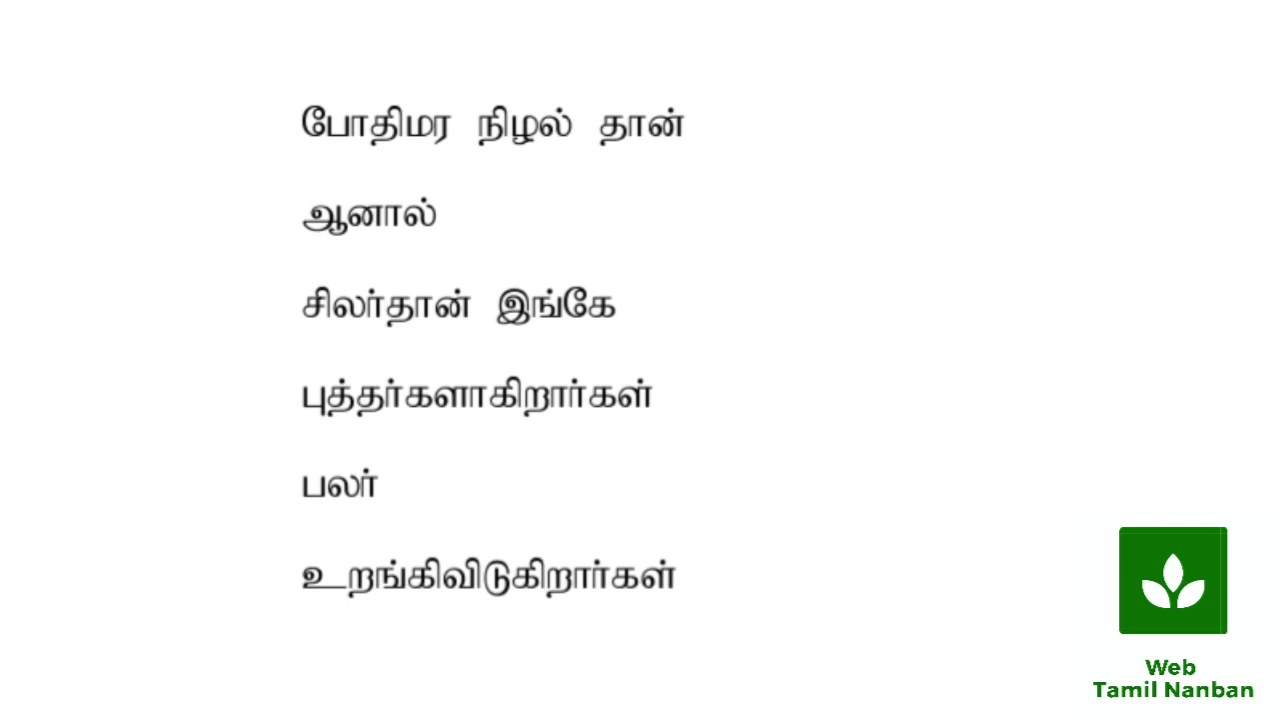 போதிமர நிழல் தான்
ஆனால்
சிலர்தான் இங்கே
புத்தர்களாகிறார்கள்
பலர்
உறங்கிவிடுகிறார்கள்
Web
Tamil Nanban